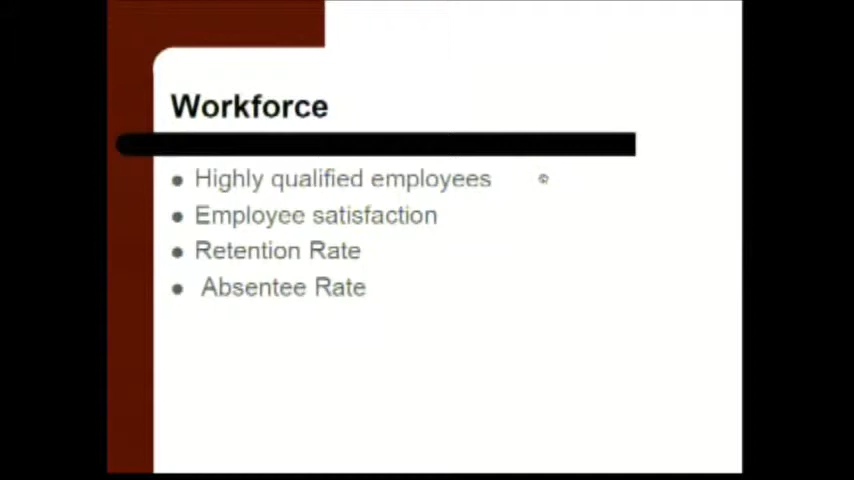 Workforce
● Highly qualified employees
● Employee satisfaction
● Retention Rate
● Absentee Rate